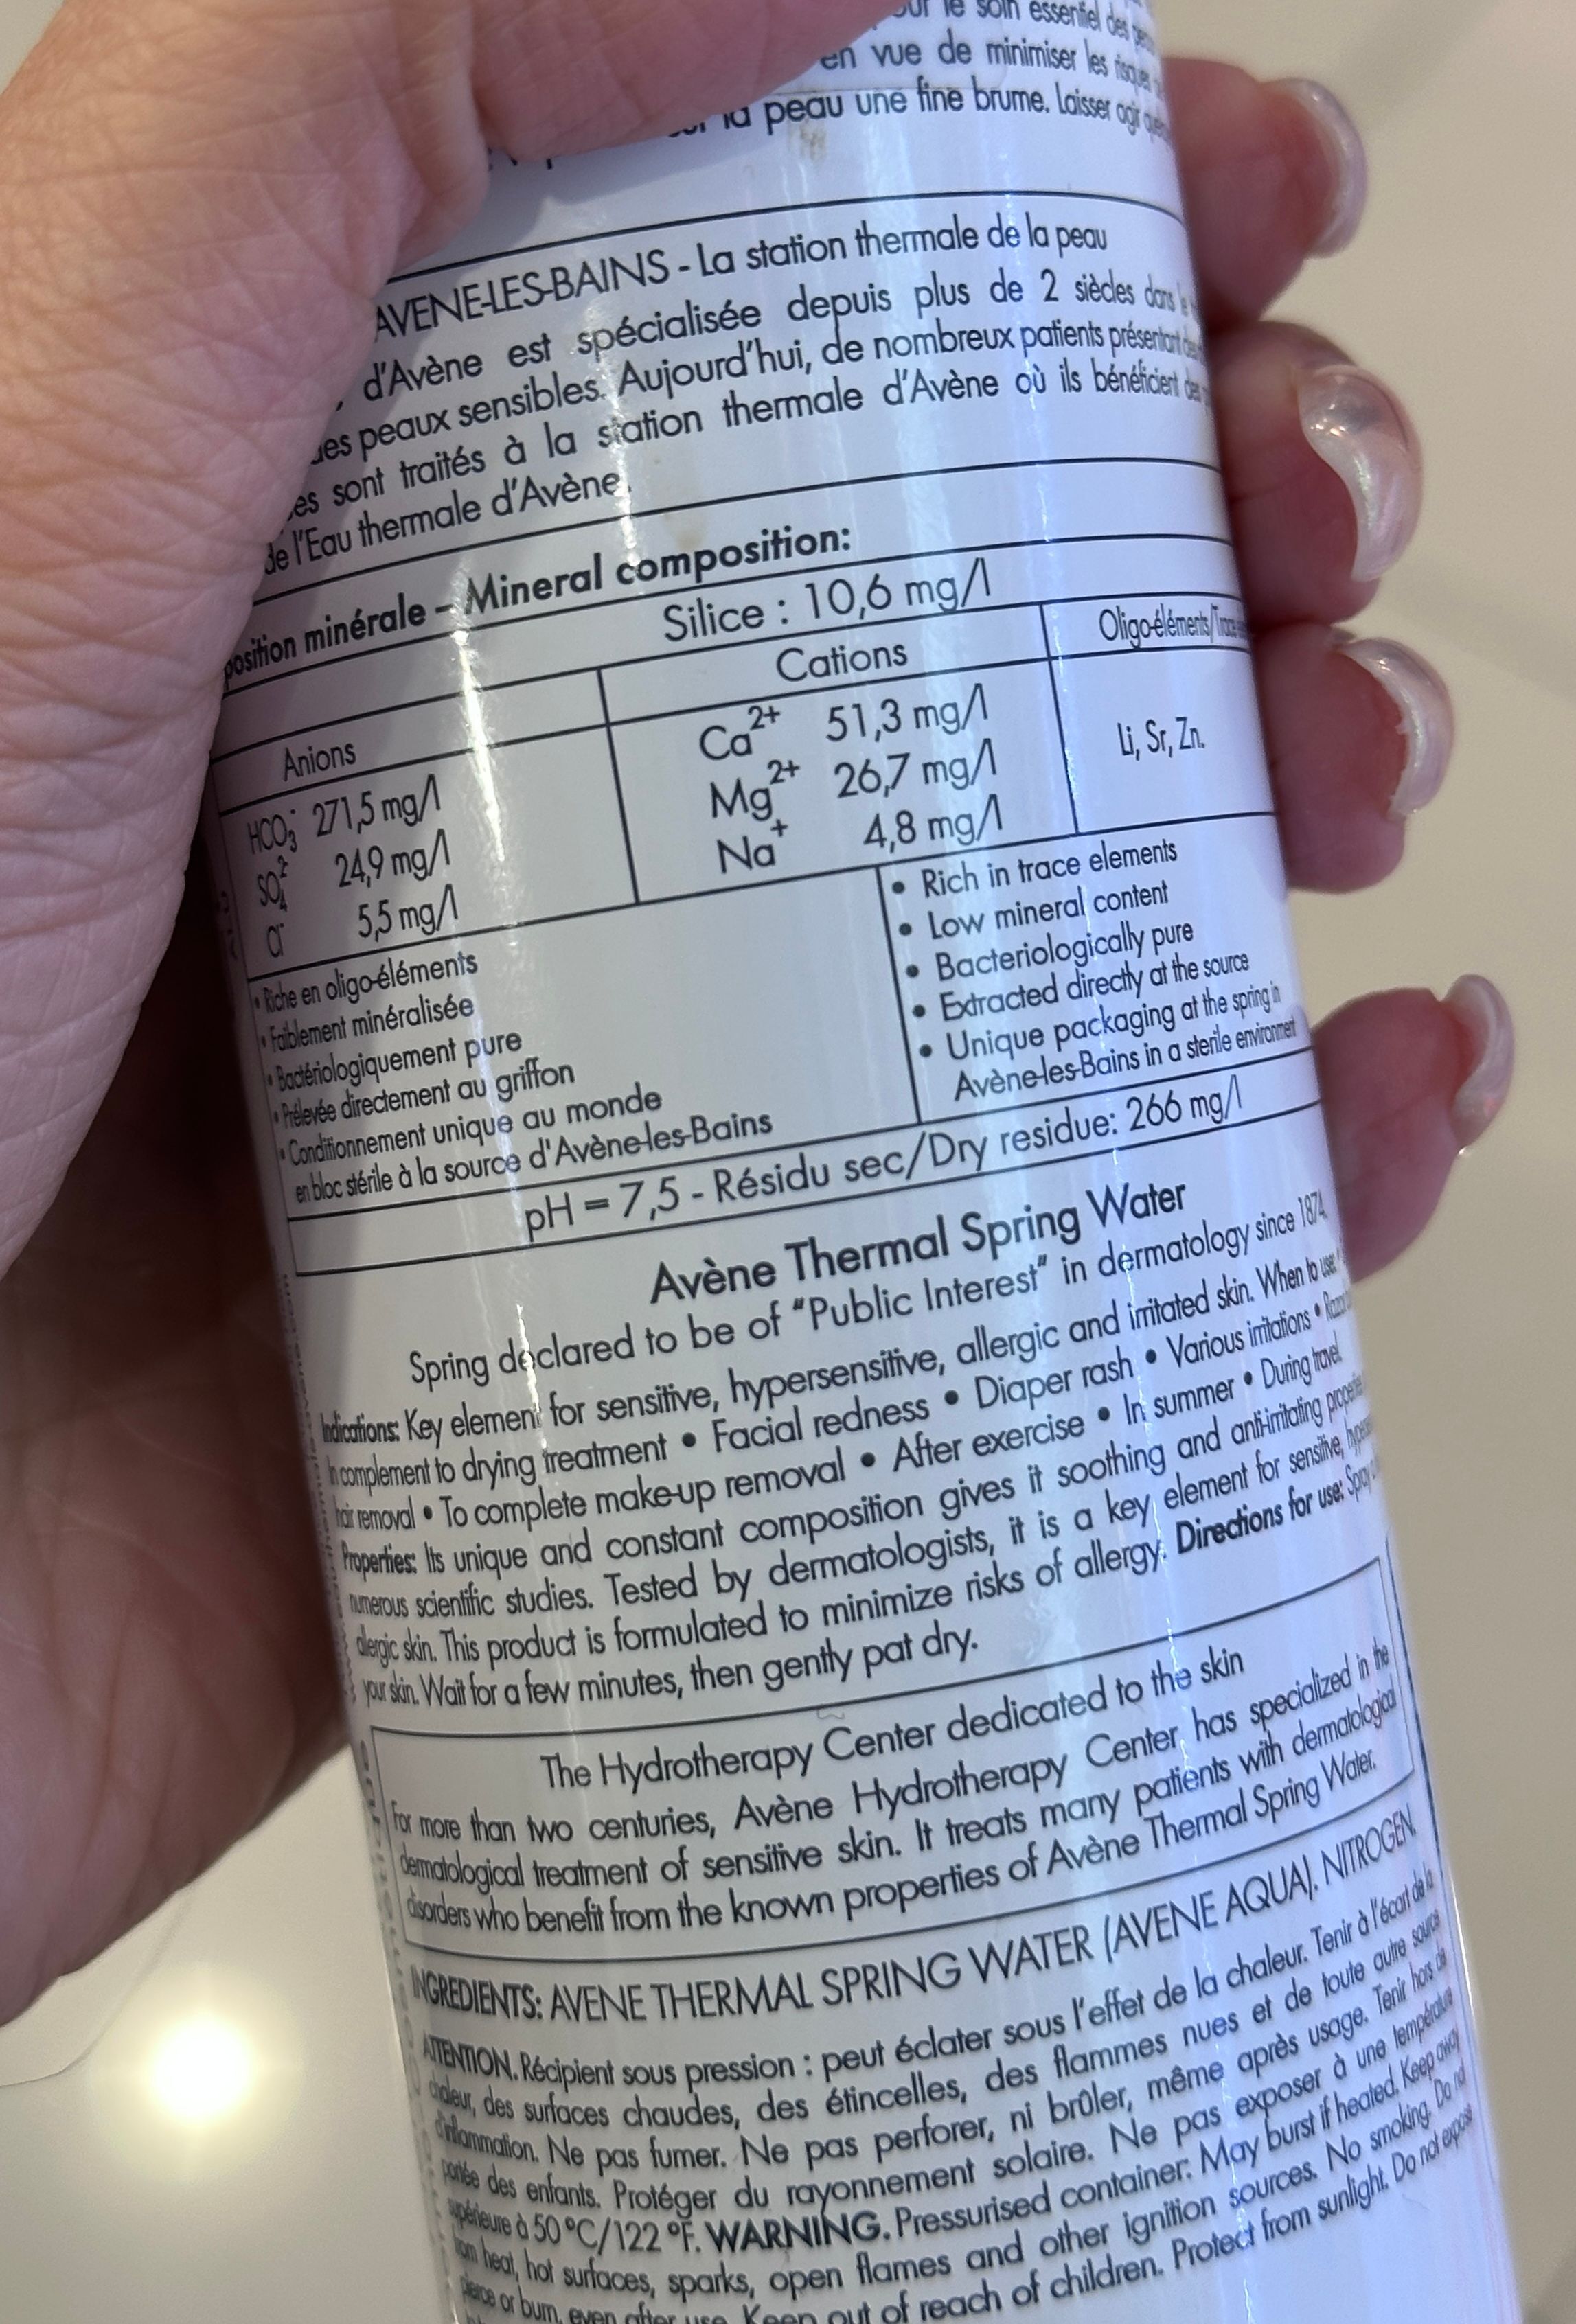 our le soin essentiel des
en vue de minimiser les risques
sur la peau une fine brume. Laisser agir
AVENE-LES-BAINS - La station thermale de la peau
d'Avène est spécialisée depuis plus de 2 siècles dans le
des peaux sensibles. Aujourd'hui, de nombreux patients présentant des
es sont traités à la station thermale d'Avène où ils bénéficient des
de l'Eau thermale d'Avène.
position minérale – Mineral composition:
Silice : 10,6 mg/l
Anions
HCO₃⁻ 271,5 mg/l
SO₄²⁻ 24,9 mg/l
Cl⁻ 5,5 mg/l
Cations
Ca²⁺ 51,3 mg/l
Mg²⁺ 26,7 mg/l
Na⁺ 4,8 mg/l
Oligo-éléments/Trace
Li, Sr, Zn.
• Riche en oligo-éléments
• Faiblement minéralisée
• Bactériologiquement pure
• Prélevée directement au griffon
• Conditionnement unique au monde
en bloc stérile à la source d'Avène-les-Bains
• Rich in trace elements
• Low mineral content
• Bacteriologically pure
• Extracted directly at the source
• Unique packaging at the spring in
Avène-les-Bains in a sterile environment
pH = 7,5 - Résidu sec/Dry residue: 266 mg/l
Avène Thermal Spring Water
Spring declared to be of "Public Interest" in dermatology since 1874.
Indications: Key element for sensitive, hypersensitive, allergic and irritated skin. When to use: •
In complement to drying treatment • Facial redness • Diaper rash • Various irritations • Razor
hair removal • To complete make-up removal • After exercise • In summer • During travel.
Properties: Its unique and constant composition gives it soothing and anti-irritating properties
numerous scientific studies. Tested by dermatologists, it is a key element for sensitive,
allergic skin. This product is formulated to minimize risks of allergy. Directions for use: Spray
your skin. Wait for a few minutes, then gently pat dry.
The Hydrotherapy Center dedicated to the skin
For more than two centuries, Avène Hydrotherapy Center has specialized in the
dermatological treatment of sensitive skin. It treats many patients with dermatological
disorders who benefit from the known properties of Avène Thermal Spring Water.
INGREDIENTS: AVENE THERMAL SPRING WATER (AVENE AQUA). NITROGEN.
ATTENTION. Récipient sous pression : peut éclater sous l'effet de la chaleur. Tenir à l'écart de la
chaleur, des surfaces chaudes, des étincelles, des flammes nues et de toute autre source
d'inflammation. Ne pas fumer. Ne pas perforer, ni brûler, même après usage. Tenir hors de
portée des enfants. Protéger du rayonnement solaire. Ne pas exposer à une température
supérieure à 50 °C/122 °F. WARNING. Pressurised container: May burst if heated. Keep away
from heat, hot surfaces, sparks, open flames and other ignition sources. No smoking. Do not
pierce or burn, even after use. Keep out of reach of children. Protect from sunlight. Do not expose